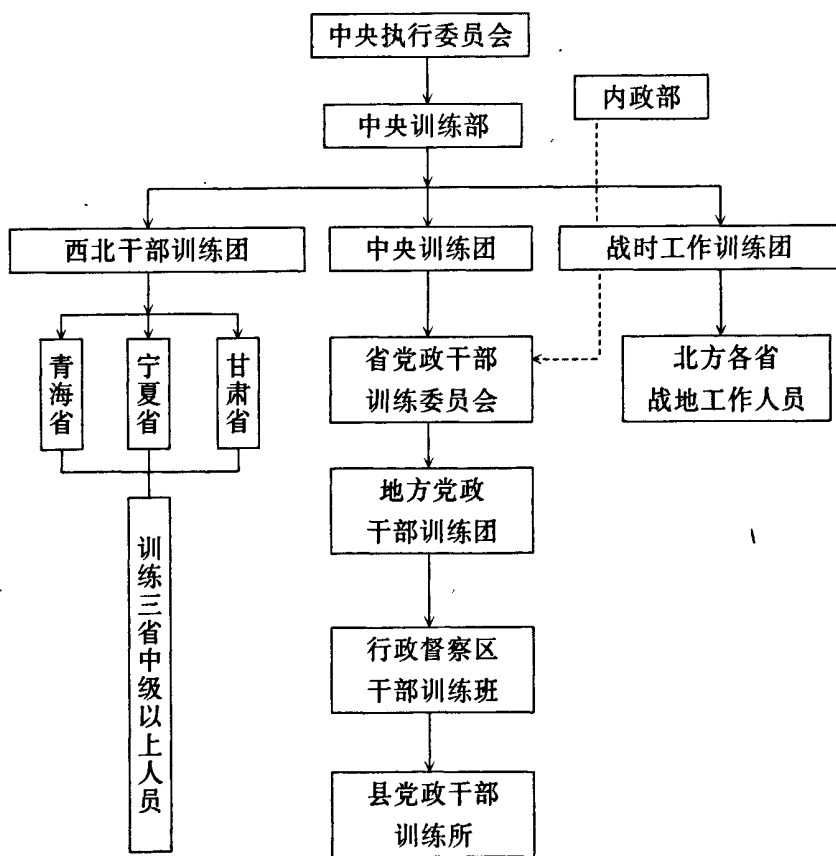 中央执行委员会
内政部
中央训练部
西北干部训练团
中央训练团
战时工作训练团
青海省
宁夏省
甘肃省
省党政干部
训练委员会
北方各省
战地工作人员
地方党政
干部训练团
训练三省中级以上人员
行政督察区
干部训练班
县党政干部
训练所